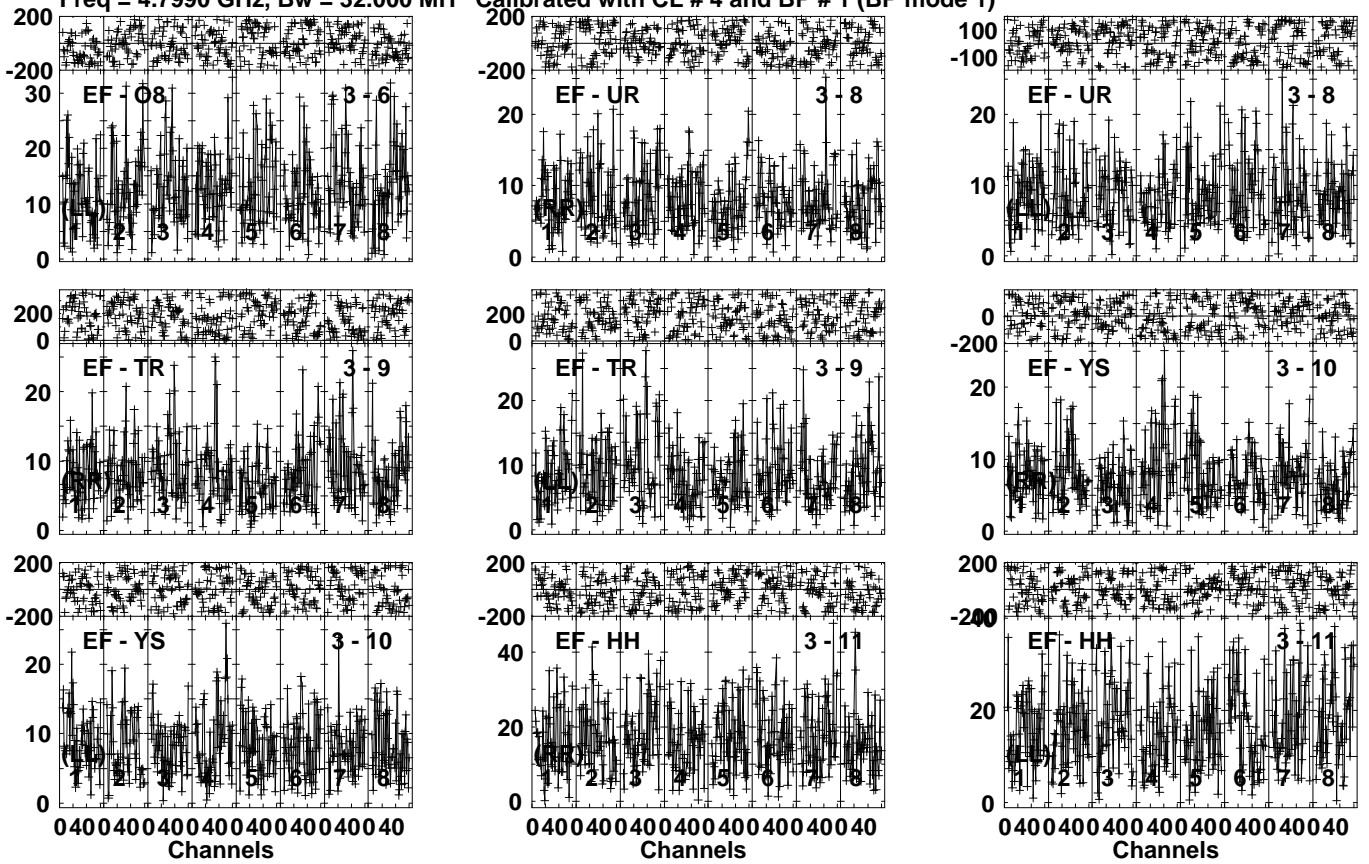 Freq = 4.7990 GHz, Bw = 32.000 MH Calibrated with CL # 4 and BP # 1 (BP mode 1)
200 200 100
-200 -200 -100
30 EF - O8 3 - 6 EF - UR 3 - 8 EF - UR 3 - 8
20 20 20
10 10 10
(LL) (RR) (LL)
1 2 3 4 5 6 7 8 1 2 3 4 5 6 7 8 1 2 3 4 5 6 7 8
0 0 0
200 200 0
0 0 -200
EF - TR 3 - 9 EF - TR 3 - 9 EF - YS 3 - 10
20 20 20
10 10 10
(RR) (LL) (RR)
1 2 3 4 5 6 7 8 1 2 3 4 5 6 7 8 1 2 3 4 5 6 7 8
0 0 0
200 200 200
-200 -200 -200
EF - YS 3 - 10 EF - HH 3 - 11 40 EF - HH 3 - 11
20 40 20
10 20
(LL) (RR) (LL)
1 2 3 4 5 6 7 8 1 2 3 4 5 6 7 8 1 2 3 4 5 6 7 8
0 0 0
0 40 0 40 0 40 0 40 0 40 0 40 0 40 0 40 0 40 0 40 0 40 0 40 0 40 0 40 0 40 0 40 0 40 0 40 0 40 0 40 0 40 0 40 0 40 0 40
Channels Channels Channels